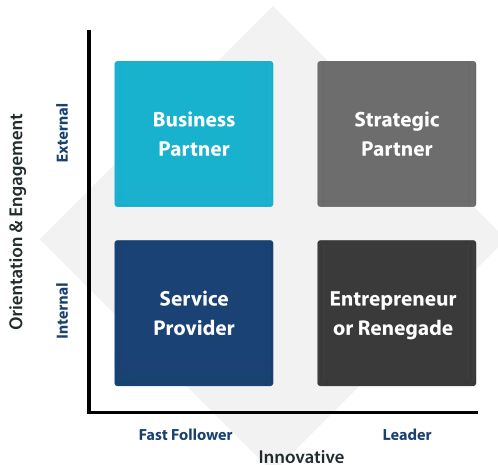 Orientation & Engagement
External
Business
Partner
Strategic
Partner
Internal
Service
Provider
Entrepreneur
or Renegade
Fast Follower
Leader
Innovative